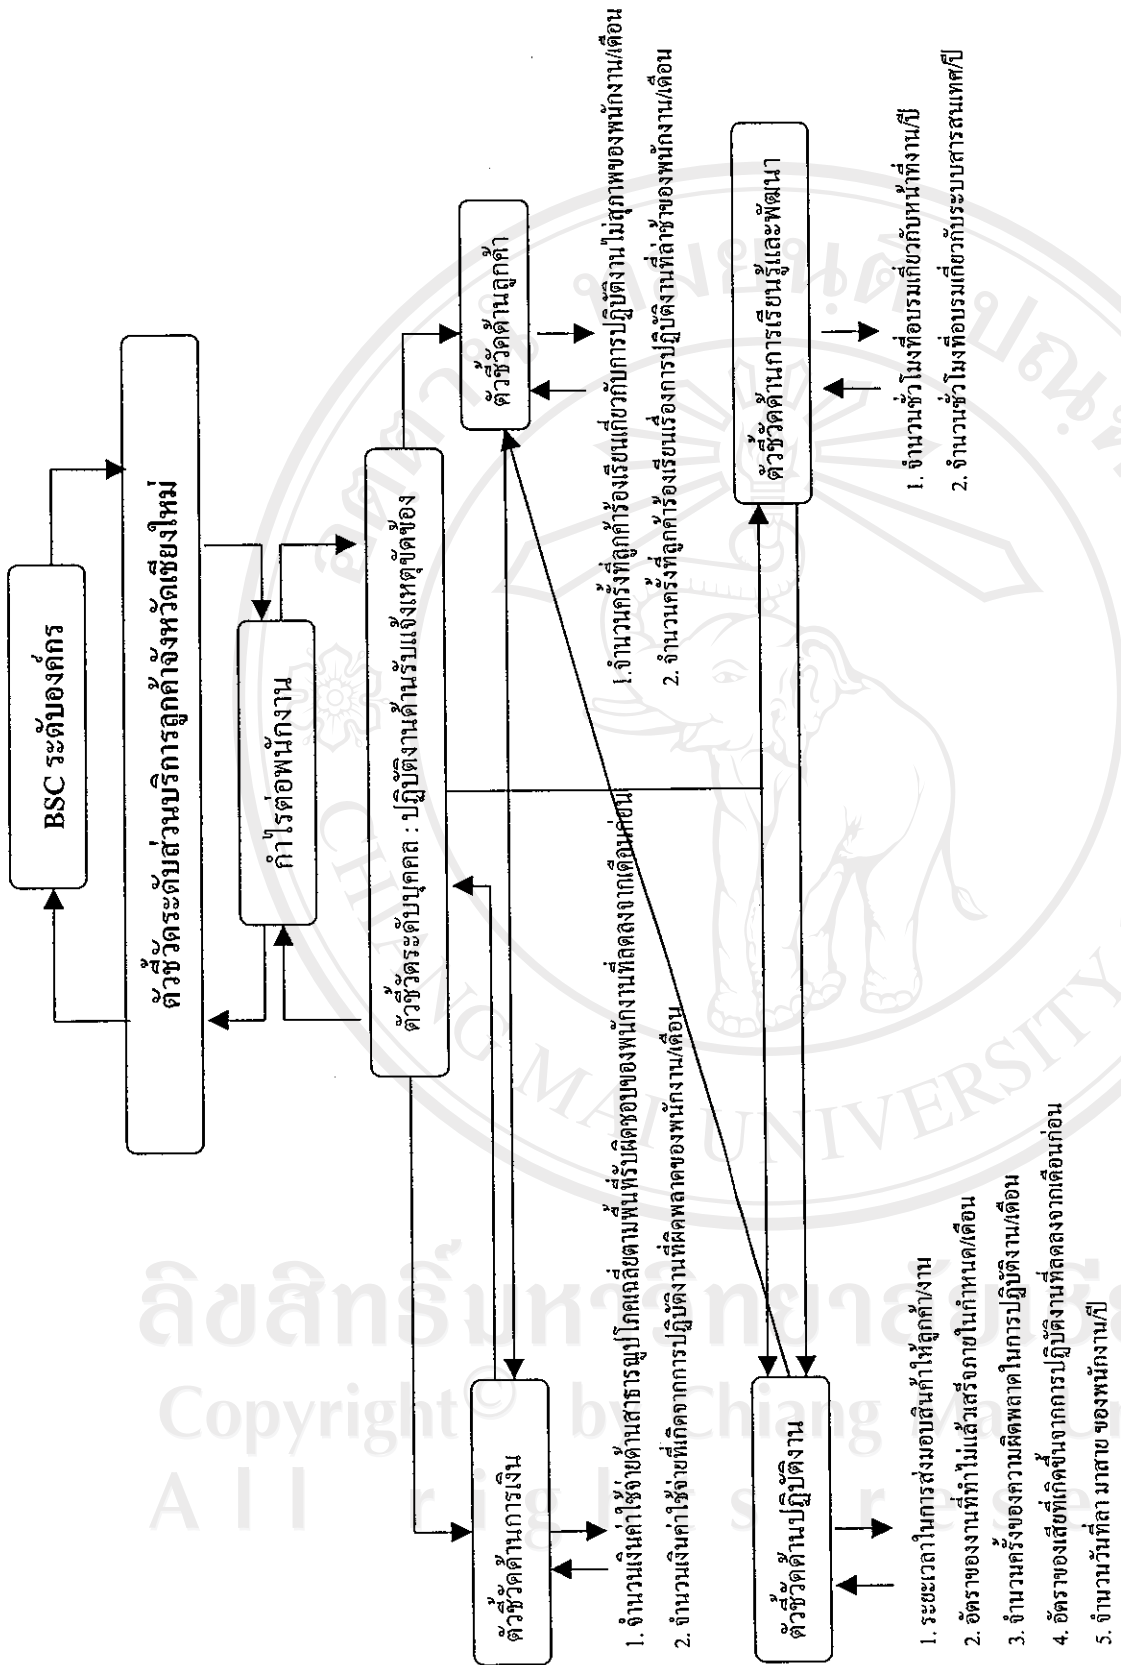 BSC ระดับองค์กร
ตัวชี้วัดระดับส่วนบริการลูกค้าจังหวัดเชียงใหม่
กำไรต่อพนักงาน
ตัวชี้วัดระดับบุคคล : ปฏิบัติงานด้านรับแจ้งเหตุขัดข้อง
ตัวชี้วัดด้านการเงิน
ตัวชี้วัดด้านลูกค้า
1. จำนวนเงินค่าใช้จ่ายด้านสาธารณูปโภคเฉลี่ยตามพื้นที่รับผิดชอบของพนักงานที่ลดลงจากเดือนก่อน
2. จำนวนเงินค่าใช้จ่ายที่เกิดจากการปฏิบัติงานที่ผิดพลาดของพนักงาน/เดือน
1.จำนวนครั้งที่ลูกค้าร้องเรียนเกี่ยวกับการปฏิบัติงานไม่สุภาพของพนักงาน/เดือน
2. จำนวนครั้งที่ลูกค้าร้องเรียนเรื่องการปฏิบัติงานที่ล่าช้าของพนักงาน/เดือน
ตัวชี้วัดด้านปฏิบัติงาน
ตัวชี้วัดด้านการเรียนรู้และพัฒนา
1. ระยะเวลาในการส่งมอบสินค้าให้ลูกค้า/งาน
2. อัตราของงานที่ทำไม่แล้วเสร็จภายในกำหนด/เดือน
3. จำนวนครั้งของความผิดพลาดในการปฏิบัติงาน/เดือน
4. อัตราของเสียที่เกิดขึ้นจากการปฏิบัติงานที่ลดลงจากเดือนก่อน
5. จำนวนวันที่ลา มาสาย ของพนักงาน/ปี
1. จำนวนชั่วโมงที่อบรมเกี่ยวกับหน้าที่งาน/ปี
2. จำนวนชั่วโมงที่อบรมเกี่ยวกับระบบสารสนเทศ/ปี
CHIANG MAI UNIVERSITY
Copyright © by Chiang Mai
All rights rese